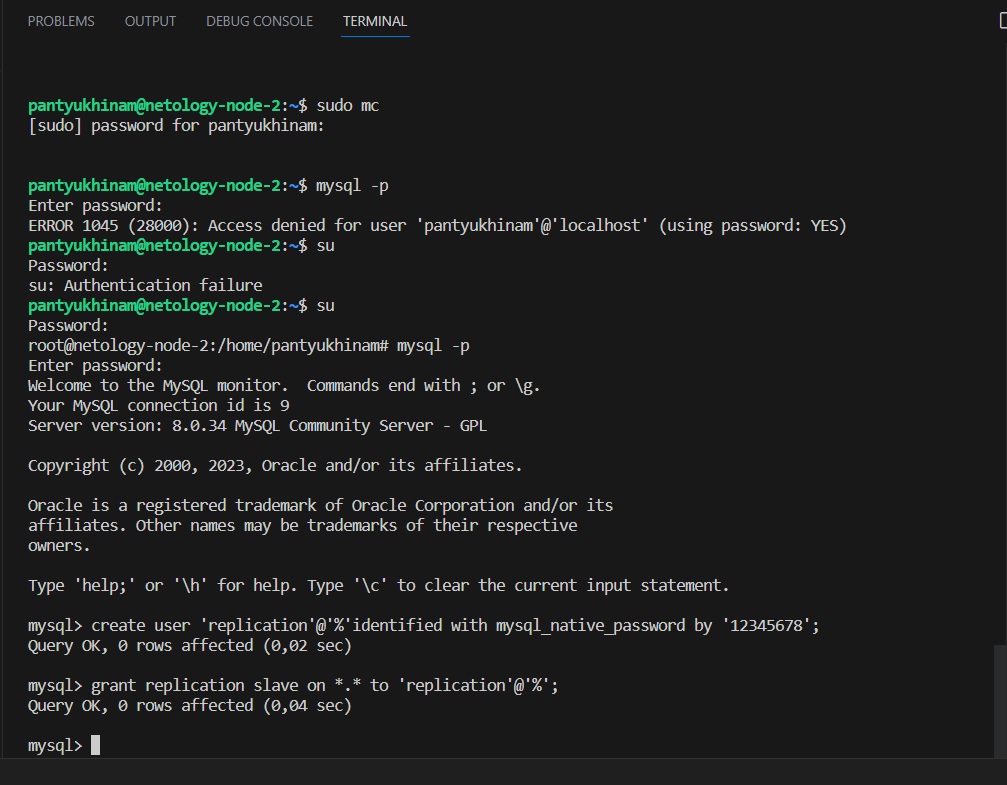 PROBLEMS OUTPUT DEBUG CONSOLE TERMINAL
pantyukhinam@netology-node-2:~$ sudo mc
[sudo] password for pantyukhinam:
pantyukhinam@netology-node-2:~$ mysql -p
Enter password:
ERROR 1045 (28000): Access denied for user 'pantyukhinam'@'localhost' (using password: YES)
pantyukhinam@netology-node-2:~$ su
Password:
su: Authentication failure
pantyukhinam@netology-node-2:~$ su
Password:
root@netology-node-2:/home/pantyukhinam# mysql -p
Enter password:
Welcome to the MySQL monitor.  Commands end with ; or \g.
Your MySQL connection id is 9
Server version: 8.0.34 MySQL Community Server - GPL
Copyright (c) 2000, 2023, Oracle and/or its affiliates.
Oracle is a registered trademark of Oracle Corporation and/or its
affiliates. Other names may be trademarks of their respective
owners.
Type 'help;' or '\h' for help. Type '\c' to clear the current input statement.
mysql> create user 'replication'@'%'identified with mysql_native_password by '12345678';
Query OK, 0 rows affected (0,02 sec)
mysql> grant replication slave on *.* to 'replication'@'%';
Query OK, 0 rows affected (0,04 sec)
mysql>